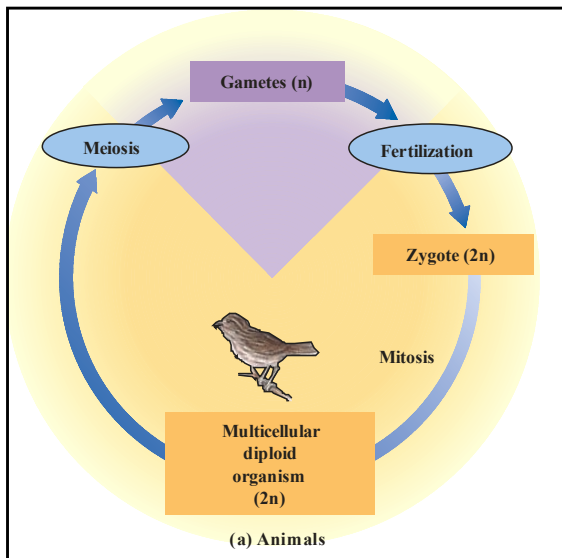 Gametes (n)
Meiosis
Fertilization
Zygote (2n)
Mitosis
Multicellular
diploid
organism
(2n)
(a) Animals